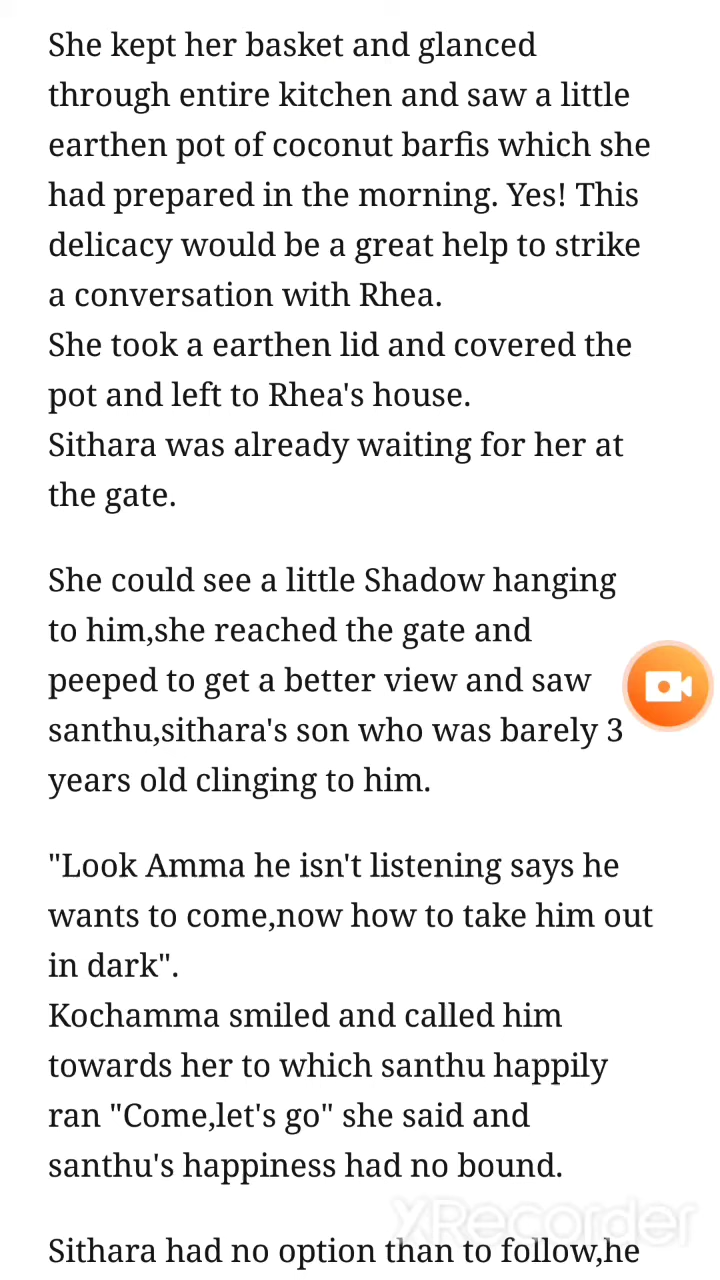 She kept her basket and glanced
through entire kitchen and saw a little
earthen pot of coconut barfis which she
had prepared in the morning. Yes! This
delicacy would be a great help to strike
a conversation with Rhea.
She took a earthen lid and covered the
pot and left to Rhea's house.
Sithara was already waiting for her at
the gate.
She could see a little Shadow hanging
to him,she reached the gate and
peeped to get a better view and saw
santhu,sithara's son who was barely 3
years old clinging to him.
"Look Amma he isn't listening says he
wants to come,now how to take him out
in dark".
Kochamma smiled and called him
towards her to which santhu happily
ran "Come,let's go" she said and
santhu's happiness had no bound.
XRecorder
Sithara had no option than to follow,he